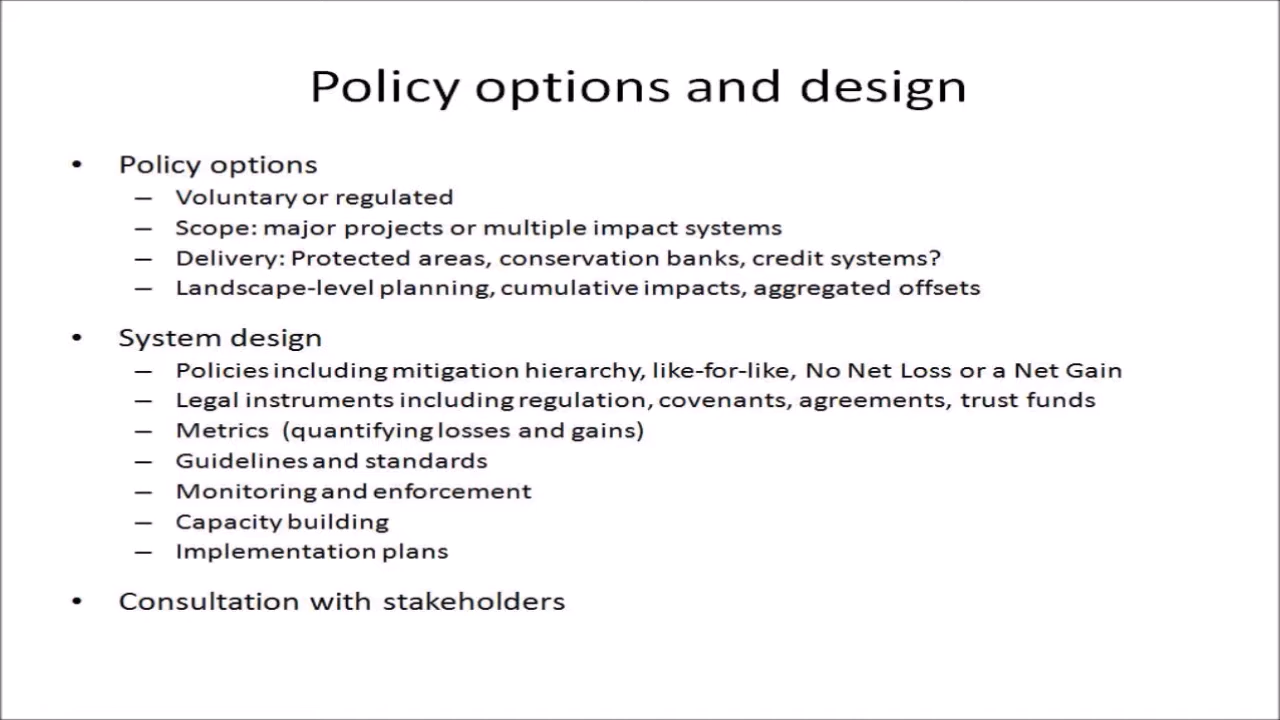 Policy options and design
• Policy options
– Voluntary or regulated
– Scope: major projects or multiple impact systems
– Delivery: Protected areas, conservation banks, credit systems?
– Landscape-level planning, cumulative impacts, aggregated offsets
• System design
– Policies including mitigation hierarchy, like-for-like, No Net Loss or a Net Gain
– Legal instruments including regulation, covenants, agreements, trust funds
– Metrics (quantifying losses and gains)
– Guidelines and standards
– Monitoring and enforcement
– Capacity building
– Implementation plans
• Consultation with stakeholders